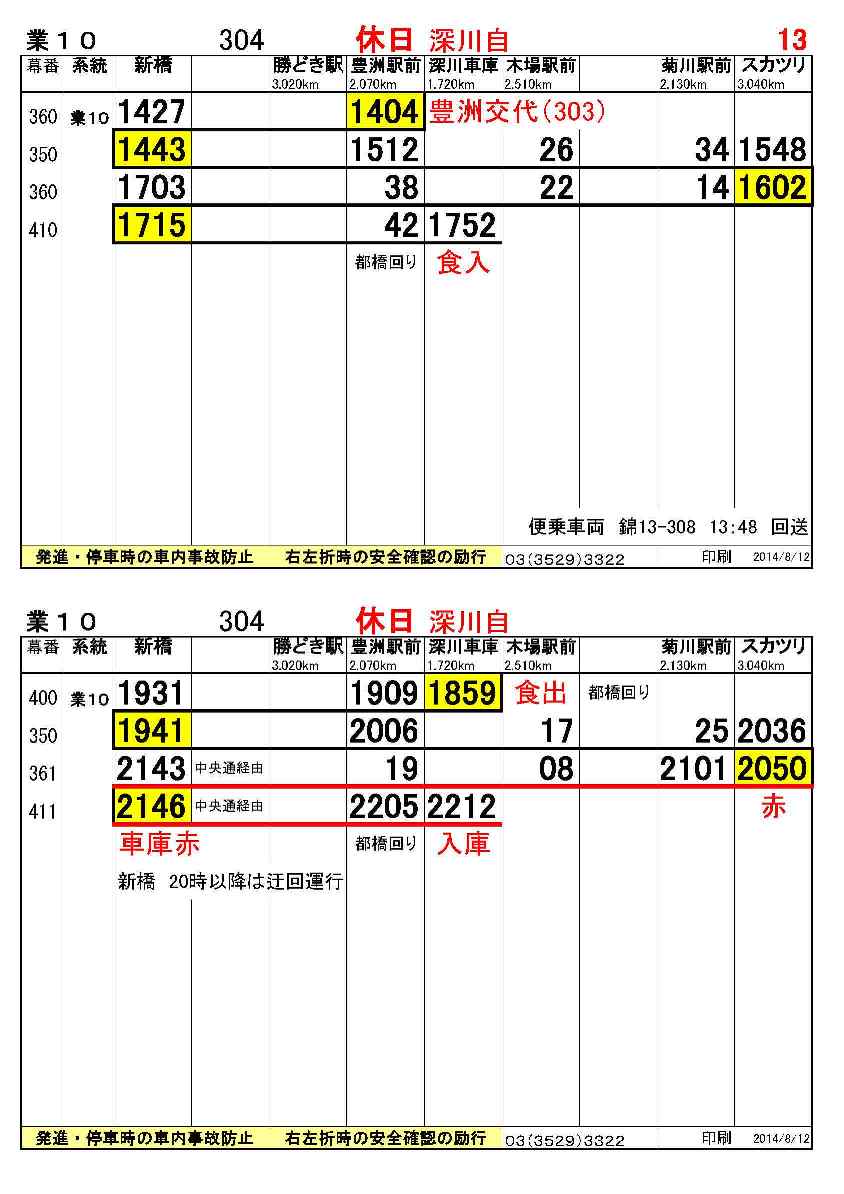 業10 304 休日 深川自 13
幕番 系統 新橋 勝どき駅 豊洲駅前 深川車庫 木場駅前 菊川駅前 スカツリ
3.020km 2.070km 1.720km 2.510km 2.130km 3.040km
360 業10 1427 1404 豊洲交代(303)
350 1443 1512 26 34 1548
360 1703 38 22 14 1602
410 1715 42 1752
都橋回り 食入
便乗車両 錦13-308 13:48 回送
発進・停車時の車内事故防止 右左折時の安全確認の励行 03(3529)3322 印刷 2014/8/12
業10 304 休日 深川自
幕番 系統 新橋 勝どき駅 豊洲駅前 深川車庫 木場駅前 菊川駅前 スカツリ
3.020km 2.070km 1.720km 2.510km 2.130km 3.040km
400 業10 1931 1909 1859 食出 都橋回り
350 1941 2006 17 25 2036
361 2143 中央通経由 19 08 2101 2050
411 2146 中央通経由 2205 2212 赤
車庫赤 都橋回り 入庫
新橋 20時以降は迂回運行
発進・停車時の車内事故防止 右左折時の安全確認の励行 03(3529)3322 印刷 2014/8/12